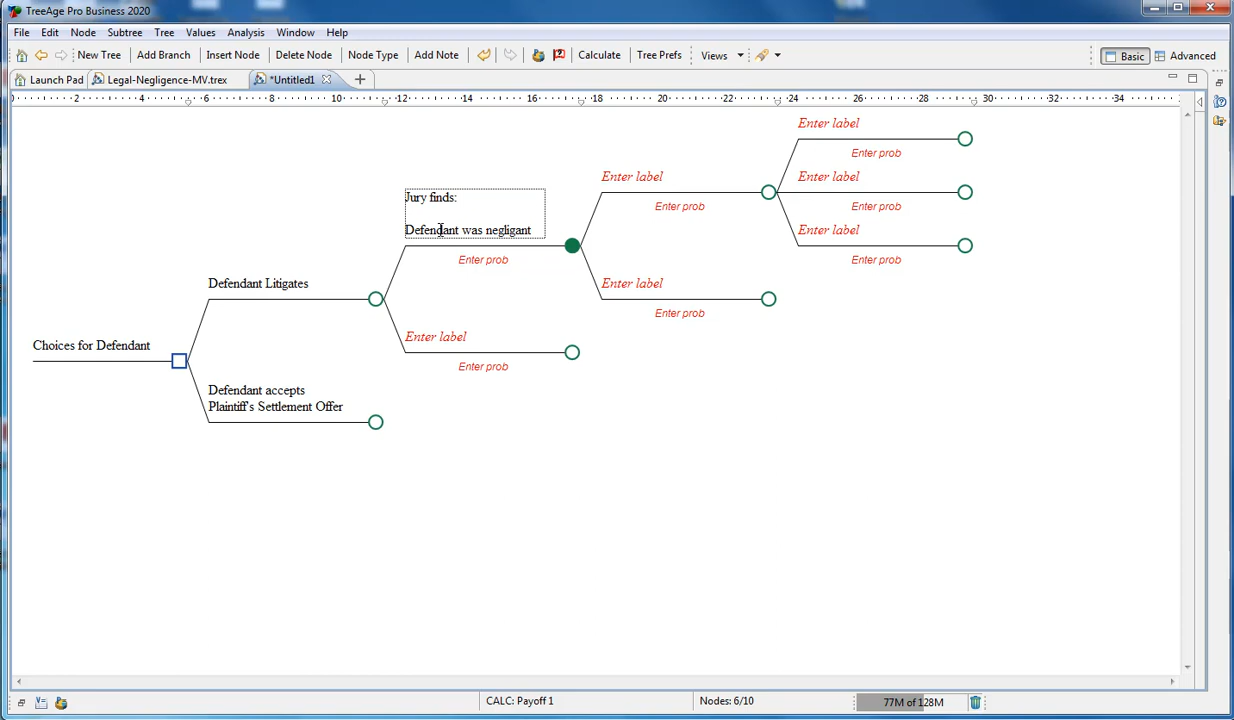 TreeAge Pro Business 2020
File Edit Node Subtree Tree Values Analysis Window Help
New Tree Add Branch Insert Node Delete Node Node Type Add Note Calculate Tree Prefs Views Basic Advanced
Launch Pad Legal-Negligence-MV.trex *Untitled1
0 2 4 6 8 10 12 14 16 18 20 22 24 26 28 30 32 34
Enter label
Enter prob
Enter label
Enter label
Enter prob
Enter prob
Jury finds:
Defendant was negligant
Enter label
Enter prob
Enter prob
Defendant Litigates
Enter label
Enter prob
Enter label
Enter prob
Choices for Defendant
Defendant accepts
Plaintiff's Settlement Offer
CALC: Payoff 1 Nodes: 6/10 77M of 128M